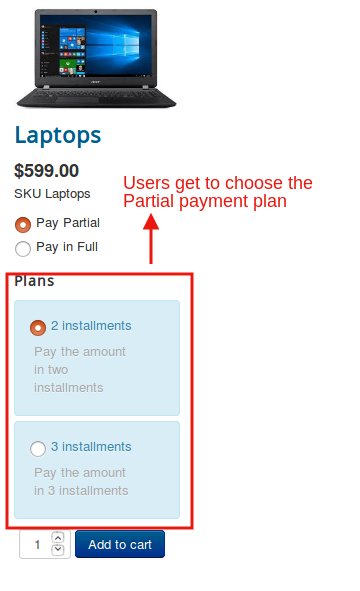 Laptops
$599.00
SKU Laptops
Users get to choose the
Partial payment plan
Pay Partial
Pay in Full
Plans
2 installments
Pay the amount
in two
installments
3 installments
Pay the amount
in 3 installments
1
Add to cart